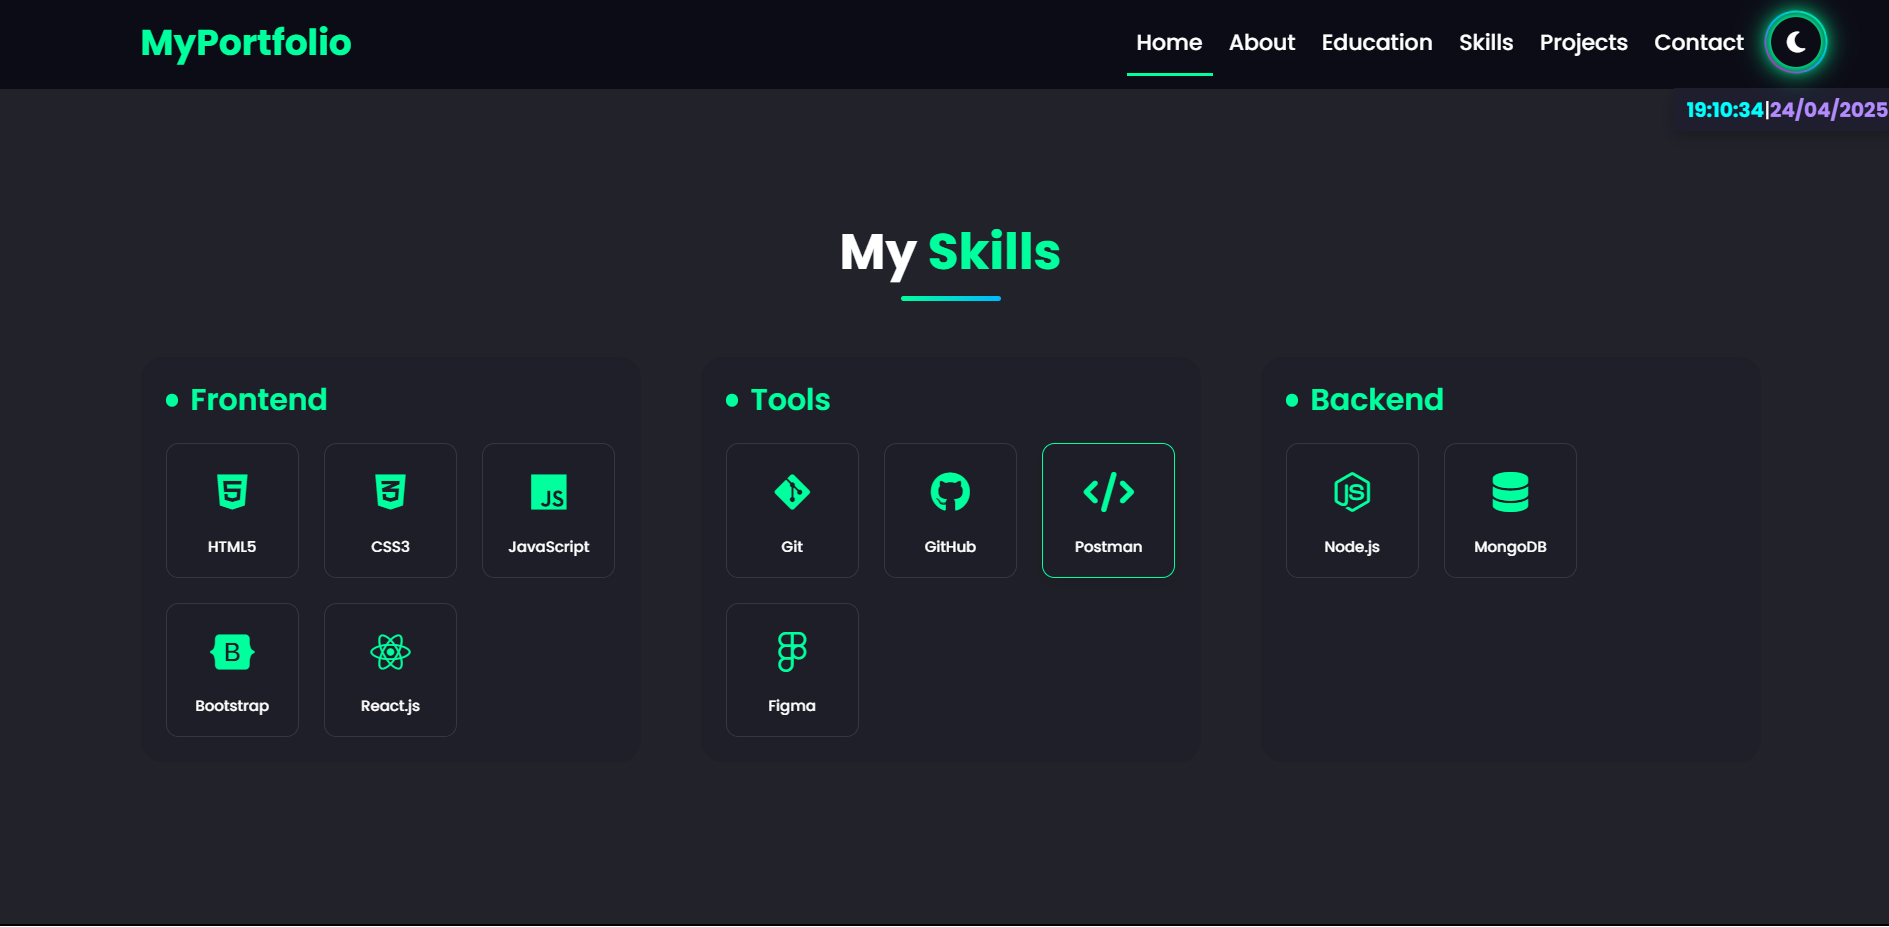 MyPortfolio
Home About Education Skills Projects Contact
19:10:34|24/04/2025
My Skills
Frontend
HTML5 CSS3 JavaScript
Bootstrap React.js
Tools
Git GitHub Postman
Figma
Backend
Node.js MongoDB